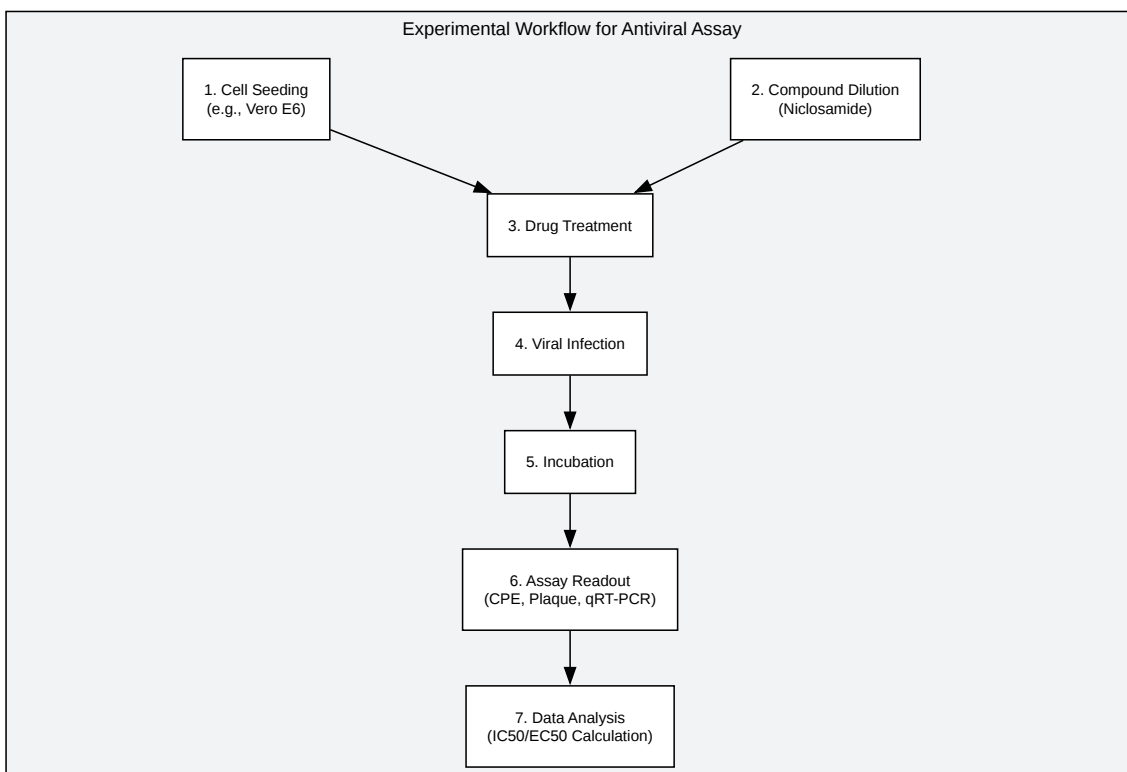 Experimental Workflow for Antiviral Assay
1. Cell Seeding
(e.g., Vero E6)
2. Compound Dilution
(Niclosamide)
3. Drug Treatment
4. Viral Infection
5. Incubation
6. Assay Readout
(CPE, Plaque, qRT-PCR)
7. Data Analysis
(IC50/EC50 Calculation)